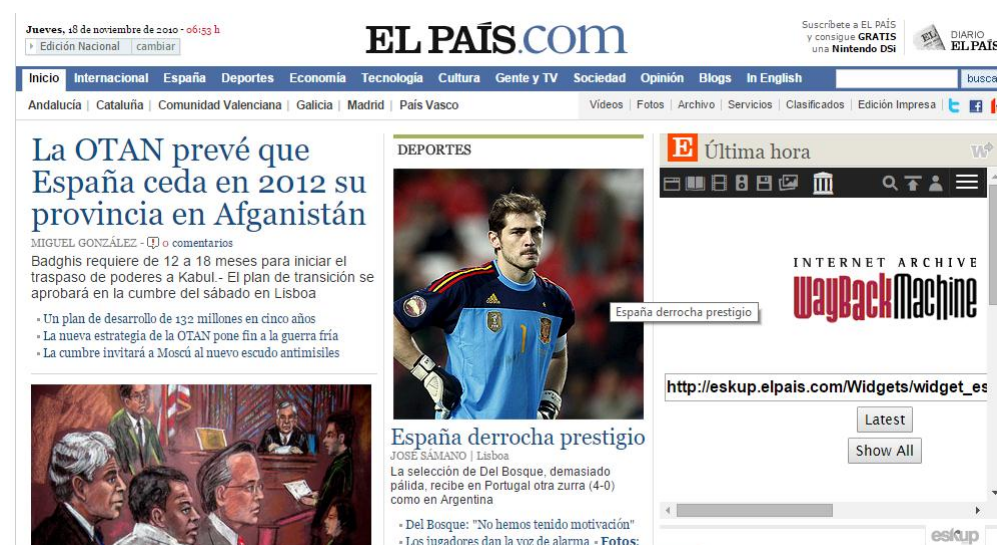 Jueves, 18 de noviembre de 2010 - 06:53 h
Edición Nacional cambiar
EL PAÍS.COM
Suscríbete a EL PAÍS
y consigue GRATIS
una Nintendo DSi
DIARIO
EL PAÍS
Inicio Internacional España Deportes Economía Tecnología Cultura Gente y TV Sociedad Opinión Blogs In English busca
Andalucía | Cataluña | Comunidad Valenciana | Galicia | Madrid | País Vasco
Vídeos | Fotos | Archivo | Servicios | Clasificados | Edición Impresa |
La OTAN prevé que
España ceda en 2012 su
provincia en Afganistán
MIGUEL GONZÁLEZ - 0 comentarios
Badghis requiere de 12 a 18 meses para iniciar el
traspaso de poderes a Kabul.- El plan de transición se
aprobará en la cumbre del sábado en Lisboa
Un plan de desarrollo de 132 millones en cinco años
La nueva estrategia de la OTAN pone fin a la guerra fría
La cumbre invitará a Moscú al nuevo escudo antimisiles
DEPORTES
1
España derrocha prestigio
España derrocha prestigio
JOSÉ SÁMANO | Lisboa
La selección de Del Bosque, demasiado
pálida, recibe en Portugal otra zurra (4-0)
como en Argentina
Del Bosque: "No hemos tenido motivación"
Los jugadores dan la voz de alarma - Fotos:
E Última hora
INTERNET ARCHIVE
WayBackMachine
http://eskup.elpais.com/Widgets/widget_es
Latest
Show All
eskup